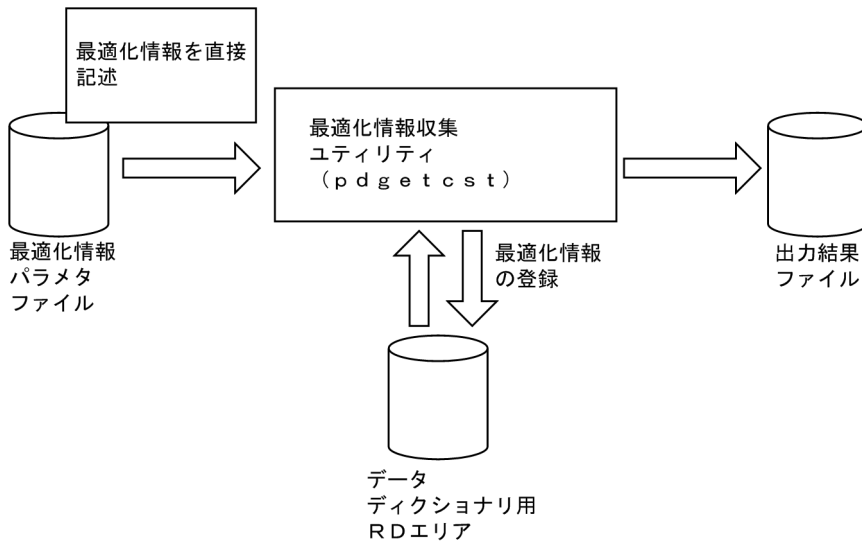 最適化情報を直接
記述
最適化情報収集
ユティリティ
（ｐｄｇｅｔｃｓｔ）
最適化情報
パラメタ
ファイル
最適化情報
の登録
出力結果
ファイル
データ
ディクショナリ用
ＲＤエリア